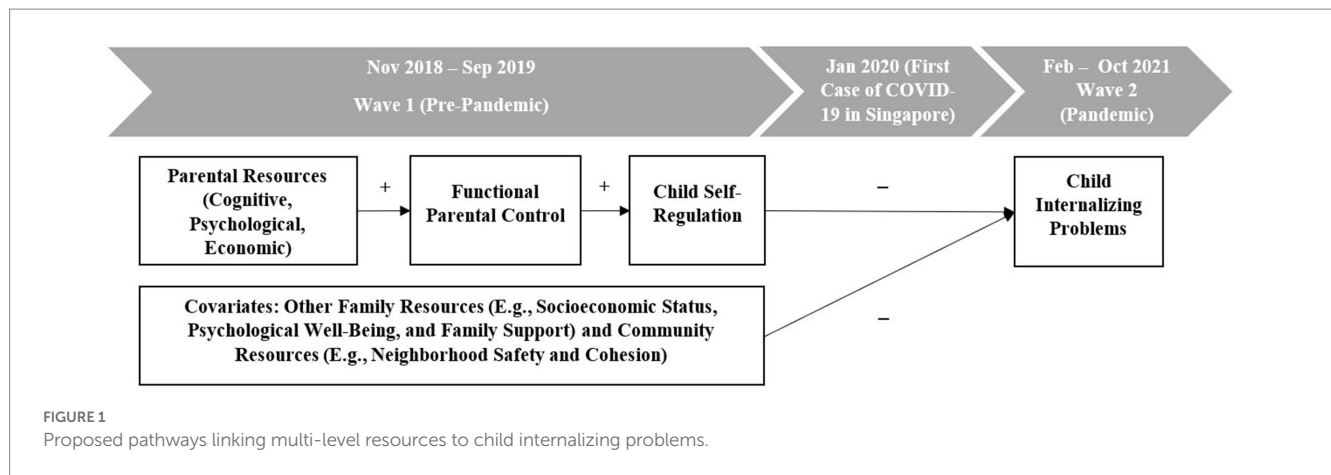 Nov 2018 – Sep 2019
Wave 1 (Pre-Pandemic)
Jan 2020 (First
Case of COVID-
19 in Singapore)
Feb – Oct 2021
Wave 2
(Pandemic)
Parental Resources
(Cognitive,
Psychological,
Economic)
+
Functional
Parental Control
+
Child Self-
Regulation
–
Child
Internalizing
Problems
Covariates: Other Family Resources (E.g., Socioeconomic Status,
Psychological Well-Being, and Family Support) and Community
Resources (E.g., Neighborhood Safety and Cohesion)
–
FIGURE 1
Proposed pathways linking multi-level resources to child internalizing problems.